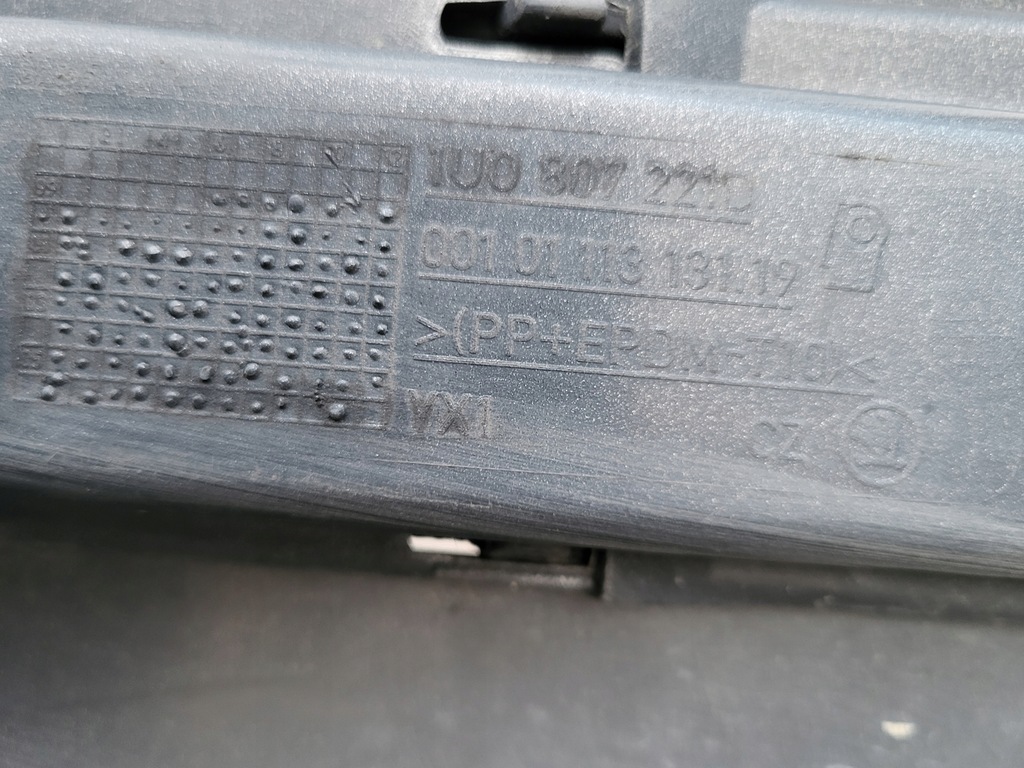 1U0 807 221D
001 01 113 131.19
>(PP+EPDM-T10)<
VX1
CZ